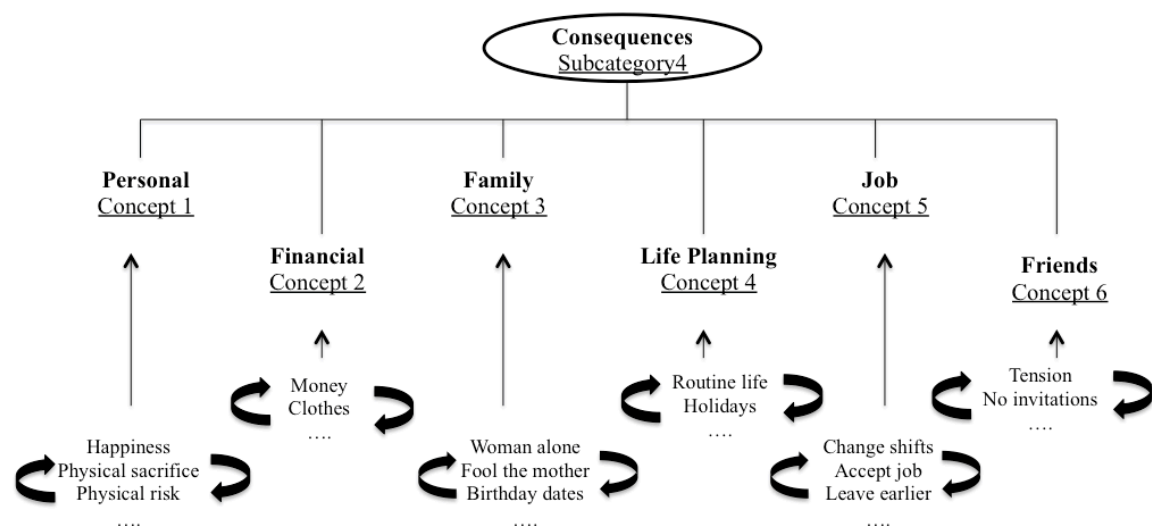 Consequences
Subcategory4
Personal
Concept 1
Financial
Concept 2
Family
Concept 3
Life Planning
Concept 4
Job
Concept 5
Friends
Concept 6
Happiness
Physical sacrifice
Physical risk
....
Money
Clothes
....
Woman alone
Fool the mother
Birthday dates
....
Routine life
Holidays
....
Change shifts
Accept job
Leave earlier
....
Tension
No invitations
....